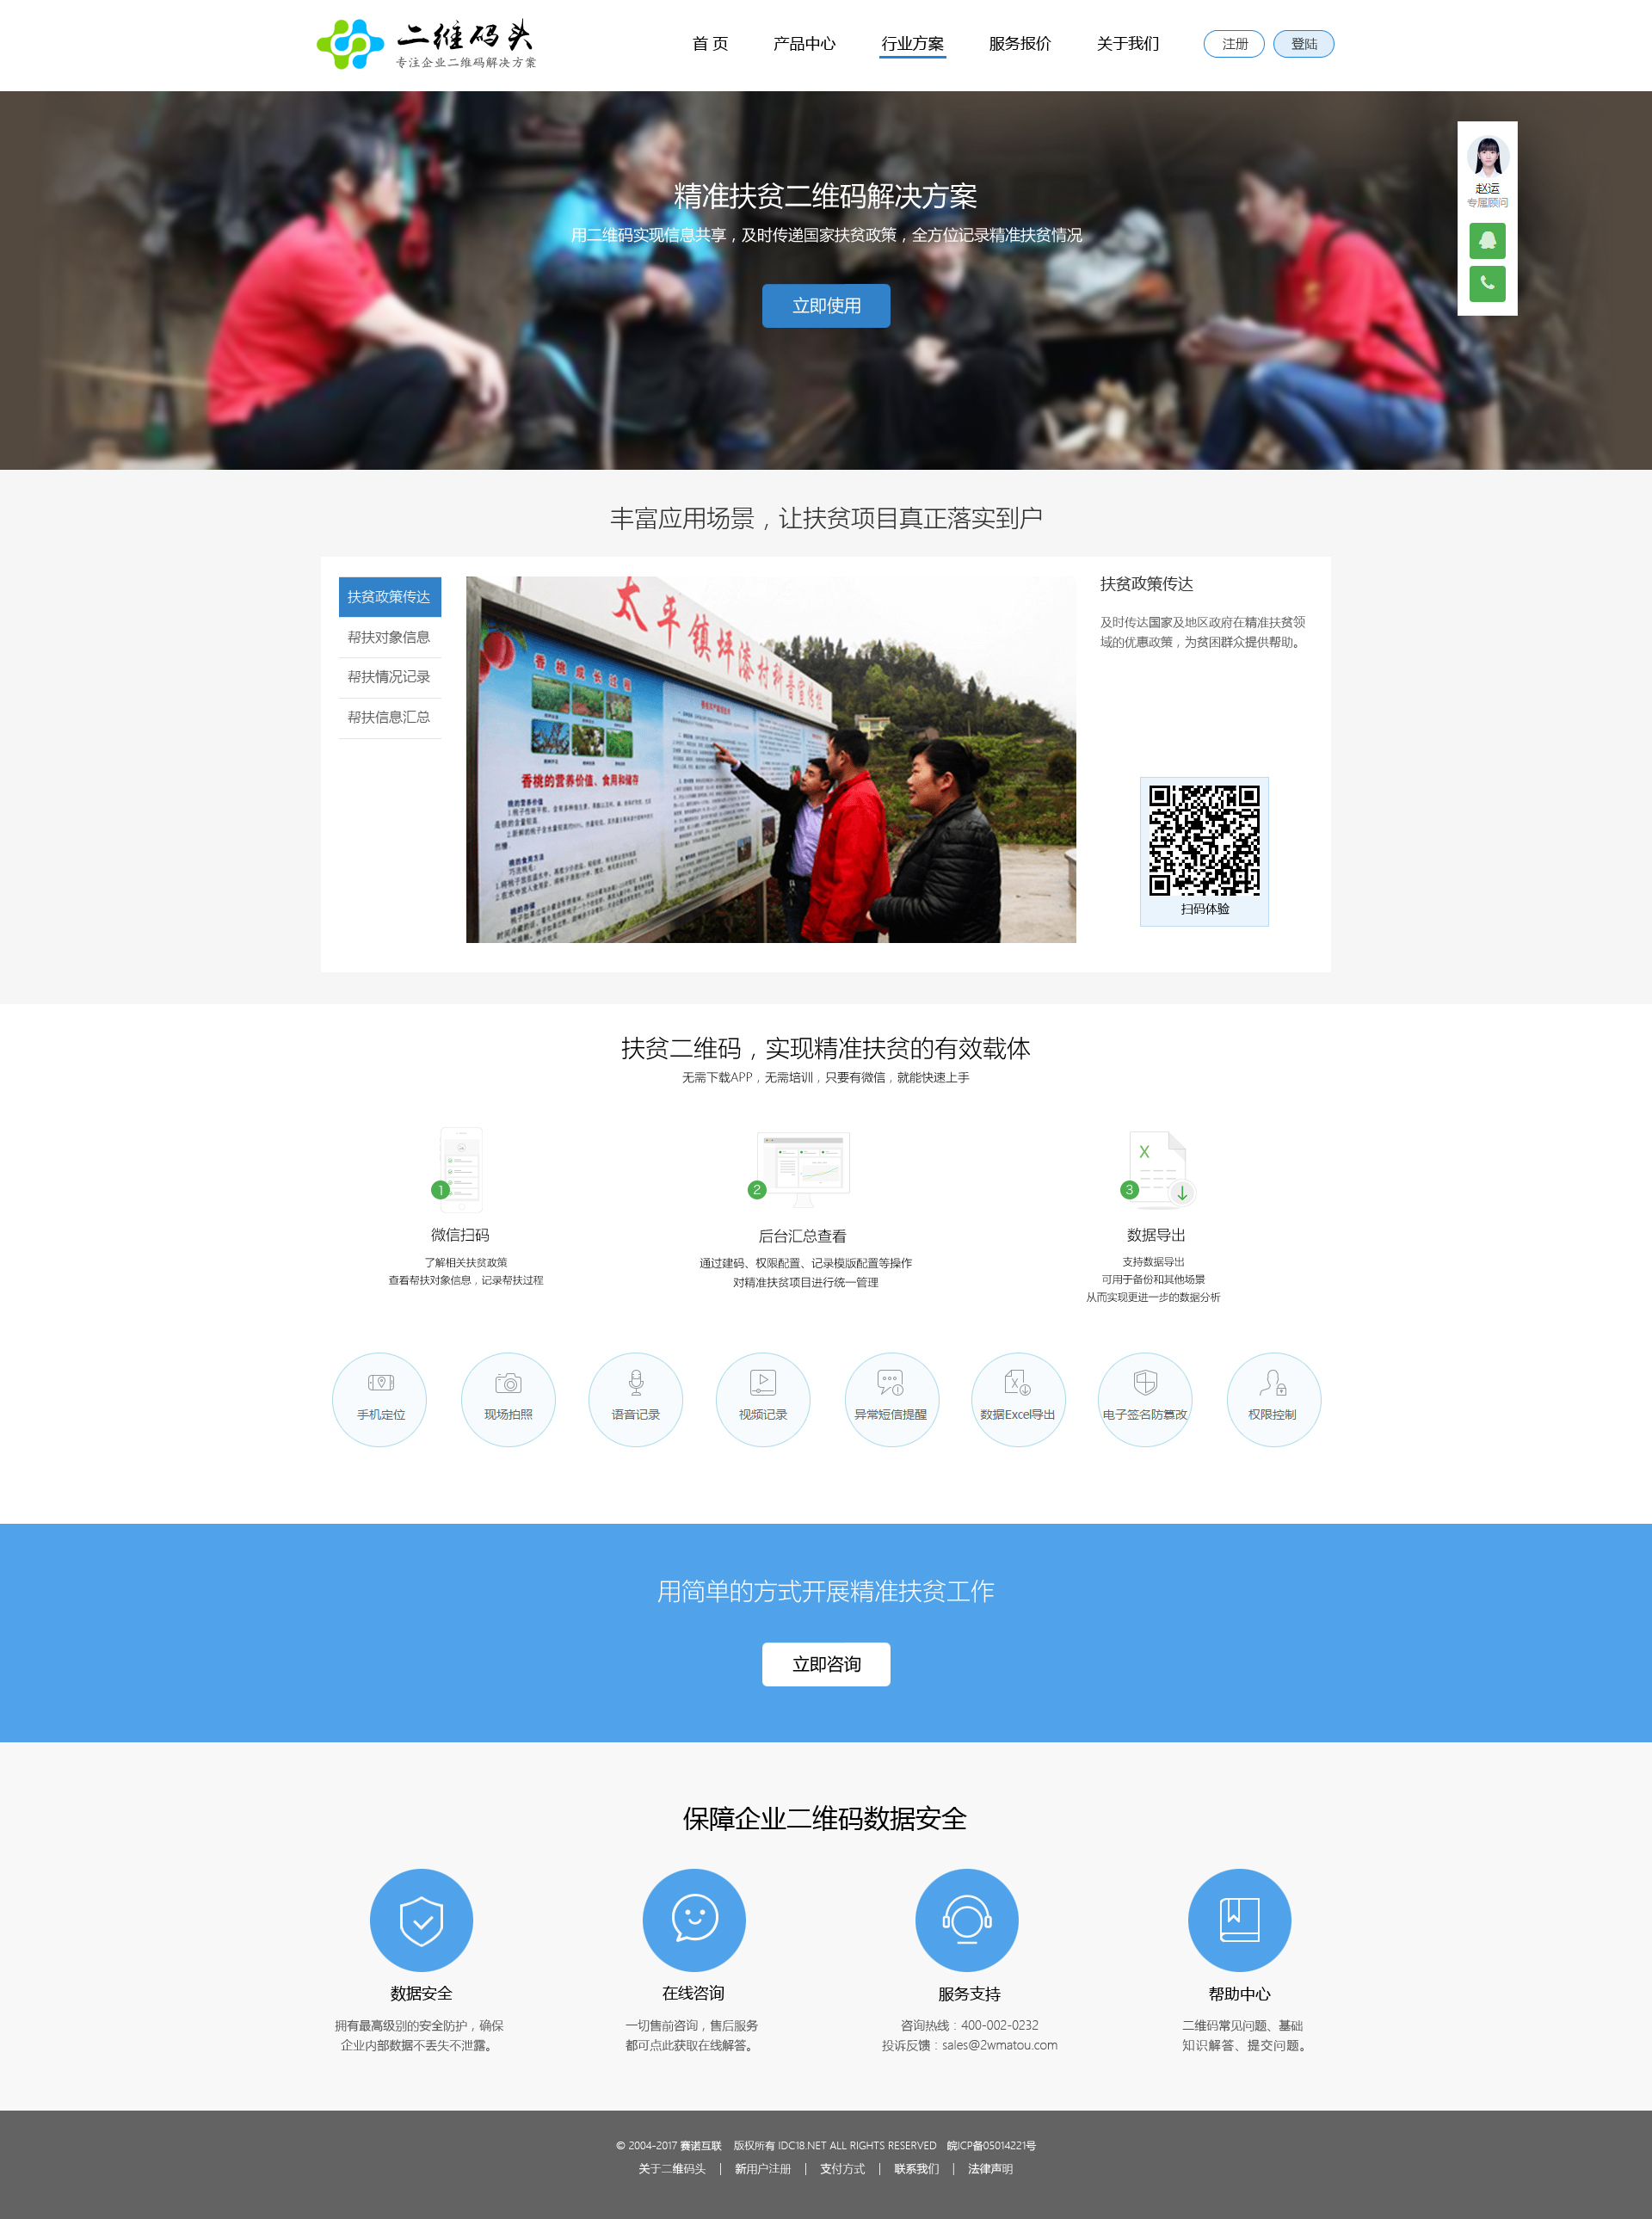 二维码头
专注企业二维码解决方案
首 页
产品中心
行业方案
服务报价
关于我们
注册
登陆
精准扶贫二维码解决方案
用二维码实现信息共享，及时传递国家扶贫政策，全方位记录精准扶贫情况
立即使用
赵运
专属顾问
丰富应用场景，让扶贫项目真正落实到户
扶贫政策传达
帮扶对象信息
帮扶情况记录
帮扶信息汇总
太平镇坪漆村科普宣传栏
香桃成长过程
香桃的营养价值、食用和储存
桃的营养价值
扶贫政策传达
及时传达国家及地区政府在精准扶贫领
域的优惠政策，为贫困群众提供帮助。
扫码体验
扶贫二维码，实现精准扶贫的有效载体
无需下载APP，无需培训，只要有微信，就能快速上手
1
微信扫码
了解相关扶贫政策
查看帮扶对象信息，记录帮扶过程
2
后台汇总查看
通过建码、权限配置、记录模版配置等操作
对精准扶贫项目进行统一管理
X
3
数据导出
支持数据导出
可用于备份和其他场景
从而实现更进一步的数据分析
手机定位
现场拍照
语音记录
视频记录
异常短信提醒
数据Excel导出
电子签名防篡改
权限控制
用简单的方式开展精准扶贫工作
立即咨询
保障企业二维码数据安全
数据安全
拥有最高级别的安全防护，确保
企业内部数据不丢失不泄露。
在线咨询
一切售前咨询，售后服务
都可点此获取在线解答。
服务支持
咨询热线：400-002-0232
投诉反馈：sales@2wmatou.com
帮助中心
二维码常见问题、基础
知识解答、提交问题。
© 2004-2017 赛诺互联 版权所有 IDC18.NET ALL RIGHTS RESERVED 皖ICP备05014221号
关于二维码头 | 新用户注册 | 支付方式 | 联系我们 | 法律声明